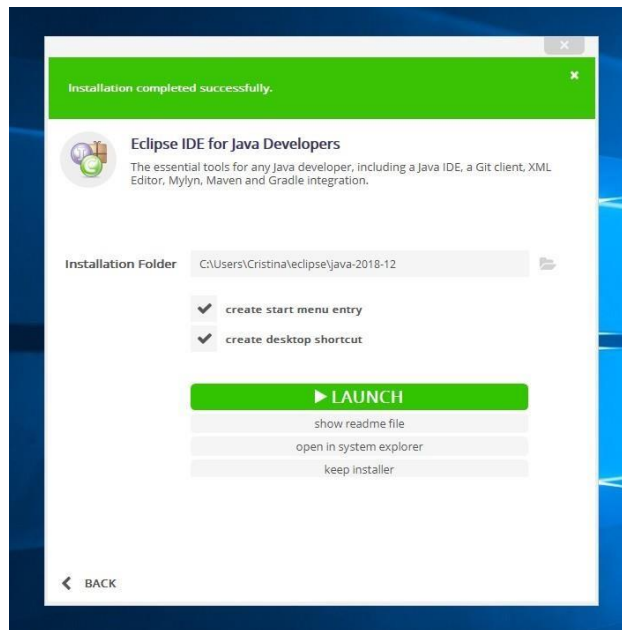 Installation completed successfully.
Eclipse IDE for Java Developers
The essential tools for any Java developer, including a Java IDE, a Git client, XML
Editor, Mylyn, Maven and Gradle integration.
Installation Folder C:\Users\Cristina\eclipse\java-2018-12
create start menu entry
create desktop shortcut
LAUNCH
show readme file
open in system explorer
keep installer
BACK